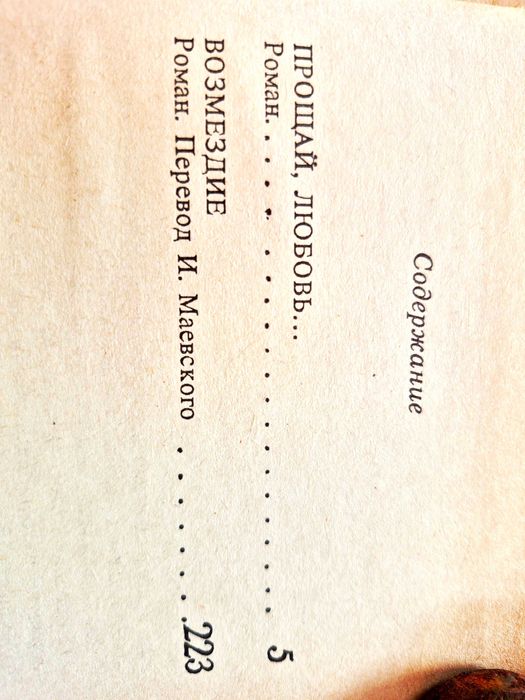 Содержание
ПРОЩАЙ, ЛЮБОВЬ...
Роман. . . . . . . . . . . . . . . . . . . 5
ВОЗМЕЗДИЕ
Роман. Перевод И. Маевского . . . . . . . .223